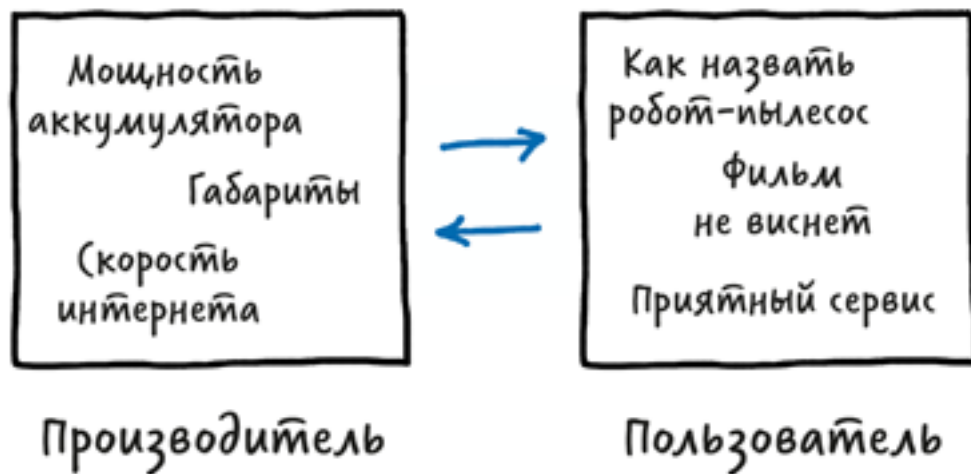 Мощность
аккумулятора
Габариты
Скорость
интернета
Производитель
Как назвать
робот-пылесос
Фильм
не виснет
Приятный сервис
Пользователь